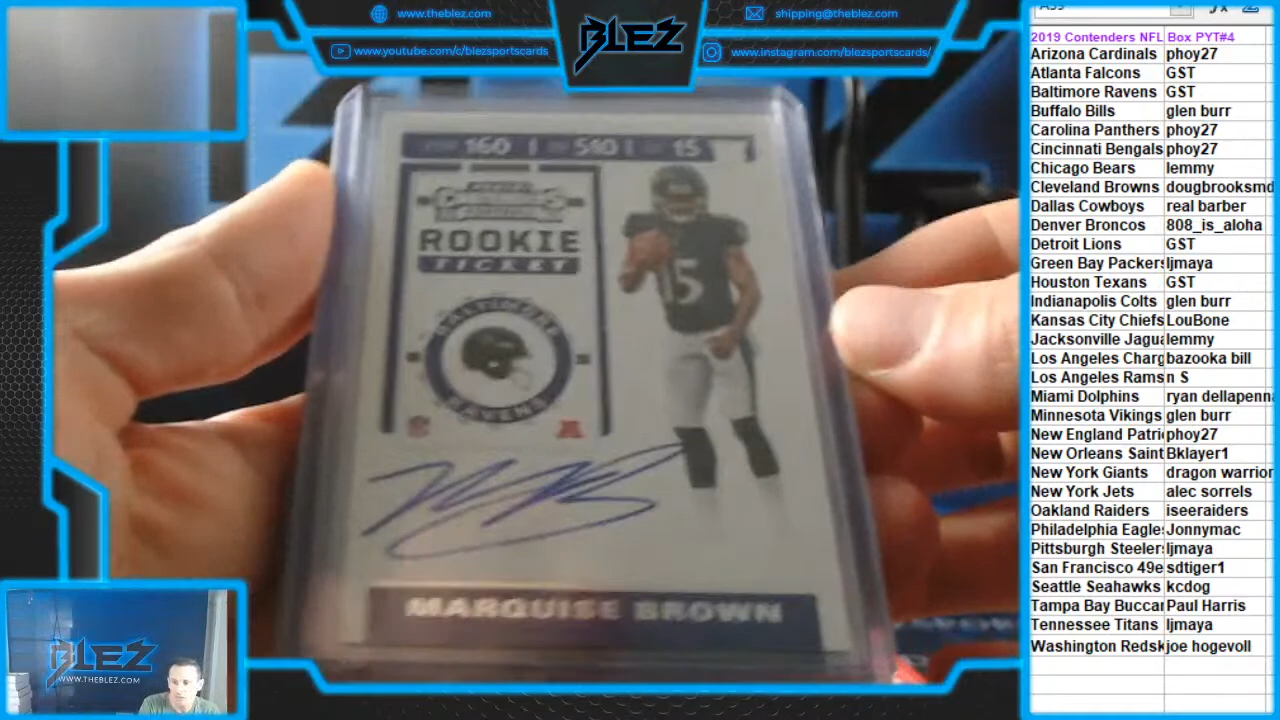 www.theblez.com
shipping@theblez.com
BLEZ
www.youtube.com/c/blezsportscards
www.instagram.com/blezsportscards/
160 | 510 | 15
CONTENDERS
ROOKIE
TICKET
BALTIMORE
RAVENS
15
MARQUISE BROWN
BLEZ
WWW.THEBLEZ.COM
2019 Contenders NFL Box PYT#4
Arizona Cardinals phoy27
Atlanta Falcons GST
Baltimore Ravens GST
Buffalo Bills glen burr
Carolina Panthers phoy27
Cincinnati Bengals phoy27
Chicago Bears lemmy
Cleveland Browns dougbrooksmd
Dallas Cowboys real barber
Denver Broncos 808_is_aloha
Detroit Lions GST
Green Bay Packers ljmaya
Houston Texans GST
Indianapolis Colts glen burr
Kansas City Chiefs LouBone
Jacksonville Jagua lemmy
Los Angeles Charg bazooka bill
Los Angeles Rams n S
Miami Dolphins ryan dellapenn
Minnesota Vikings glen burr
New England Patri phoy27
New Orleans Saint Bklayer1
New York Giants dragon warrior
New York Jets alec sorrels
Oakland Raiders iseeraiders
Philadelphia Eagle Jonnymac
Pittsburgh Steeler ljmaya
San Francisco 49e sdtiger1
Seattle Seahawks kcdog
Tampa Bay Buccan Paul Harris
Tennessee Titans ljmaya
Washington Redsk joe hogevoll